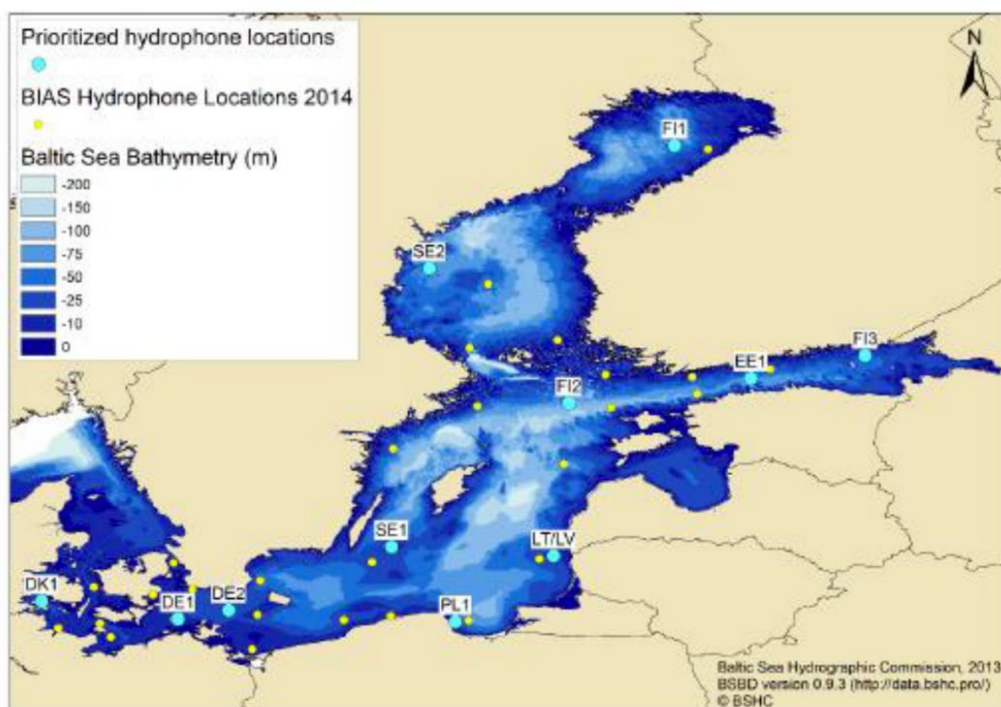 Prioritized hydrophone locations
BIAS Hydrophone Locations 2014
Baltic Sea Bathymetry (m)
-200
-150
-100
-75
-50
-25
-10
0
N
FI1
SE2
FI3
EE1
FI2
SE1
LT/LV
DK1
DE1
DE2
PL1
Baltic Sea Hydrographic Commission, 2013
BSBD version 0.9.3 (http://data.bshc.pro/)
© BSHC